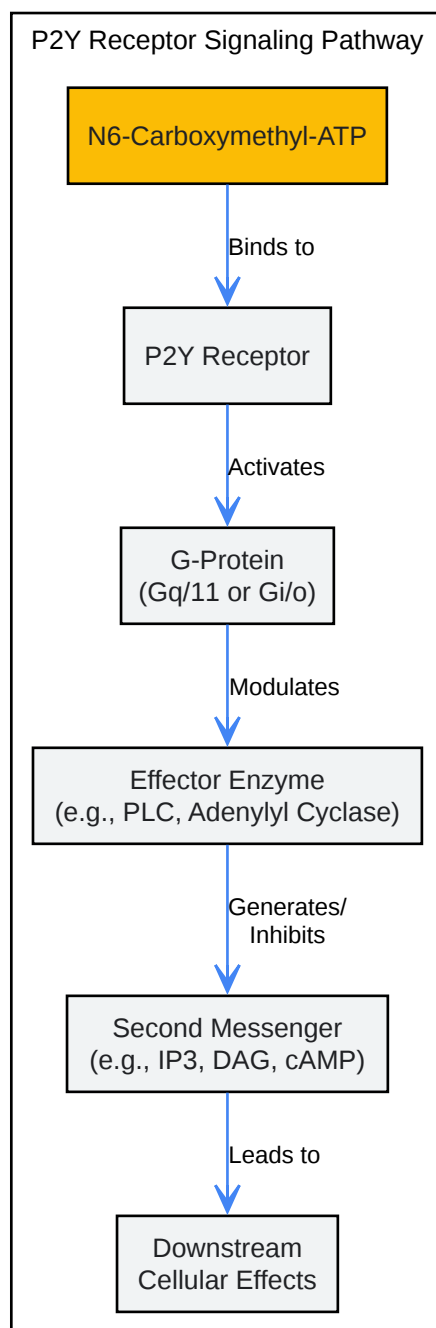 P2Y Receptor Signaling Pathway
N6-Carboxymethyl-ATP
Binds to
P2Y Receptor
Activates
G-Protein
(Gq/11 or Gi/o)
Modulates
Effector Enzyme
(e.g., PLC, Adenylyl Cyclase)
Generates/
Inhibits
Second Messenger
(e.g., IP3, DAG, cAMP)
Leads to
Downstream
Cellular Effects